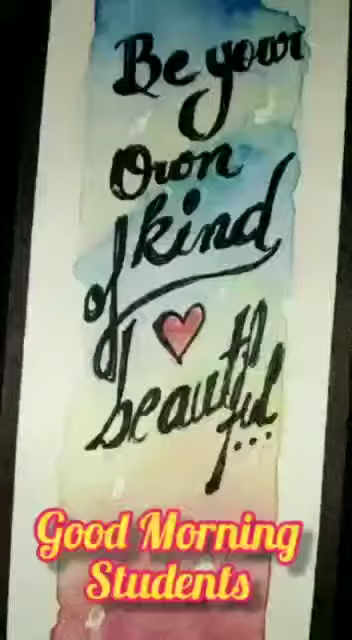 Be your
Own
of kind
beautiful...
Good Morning
Students